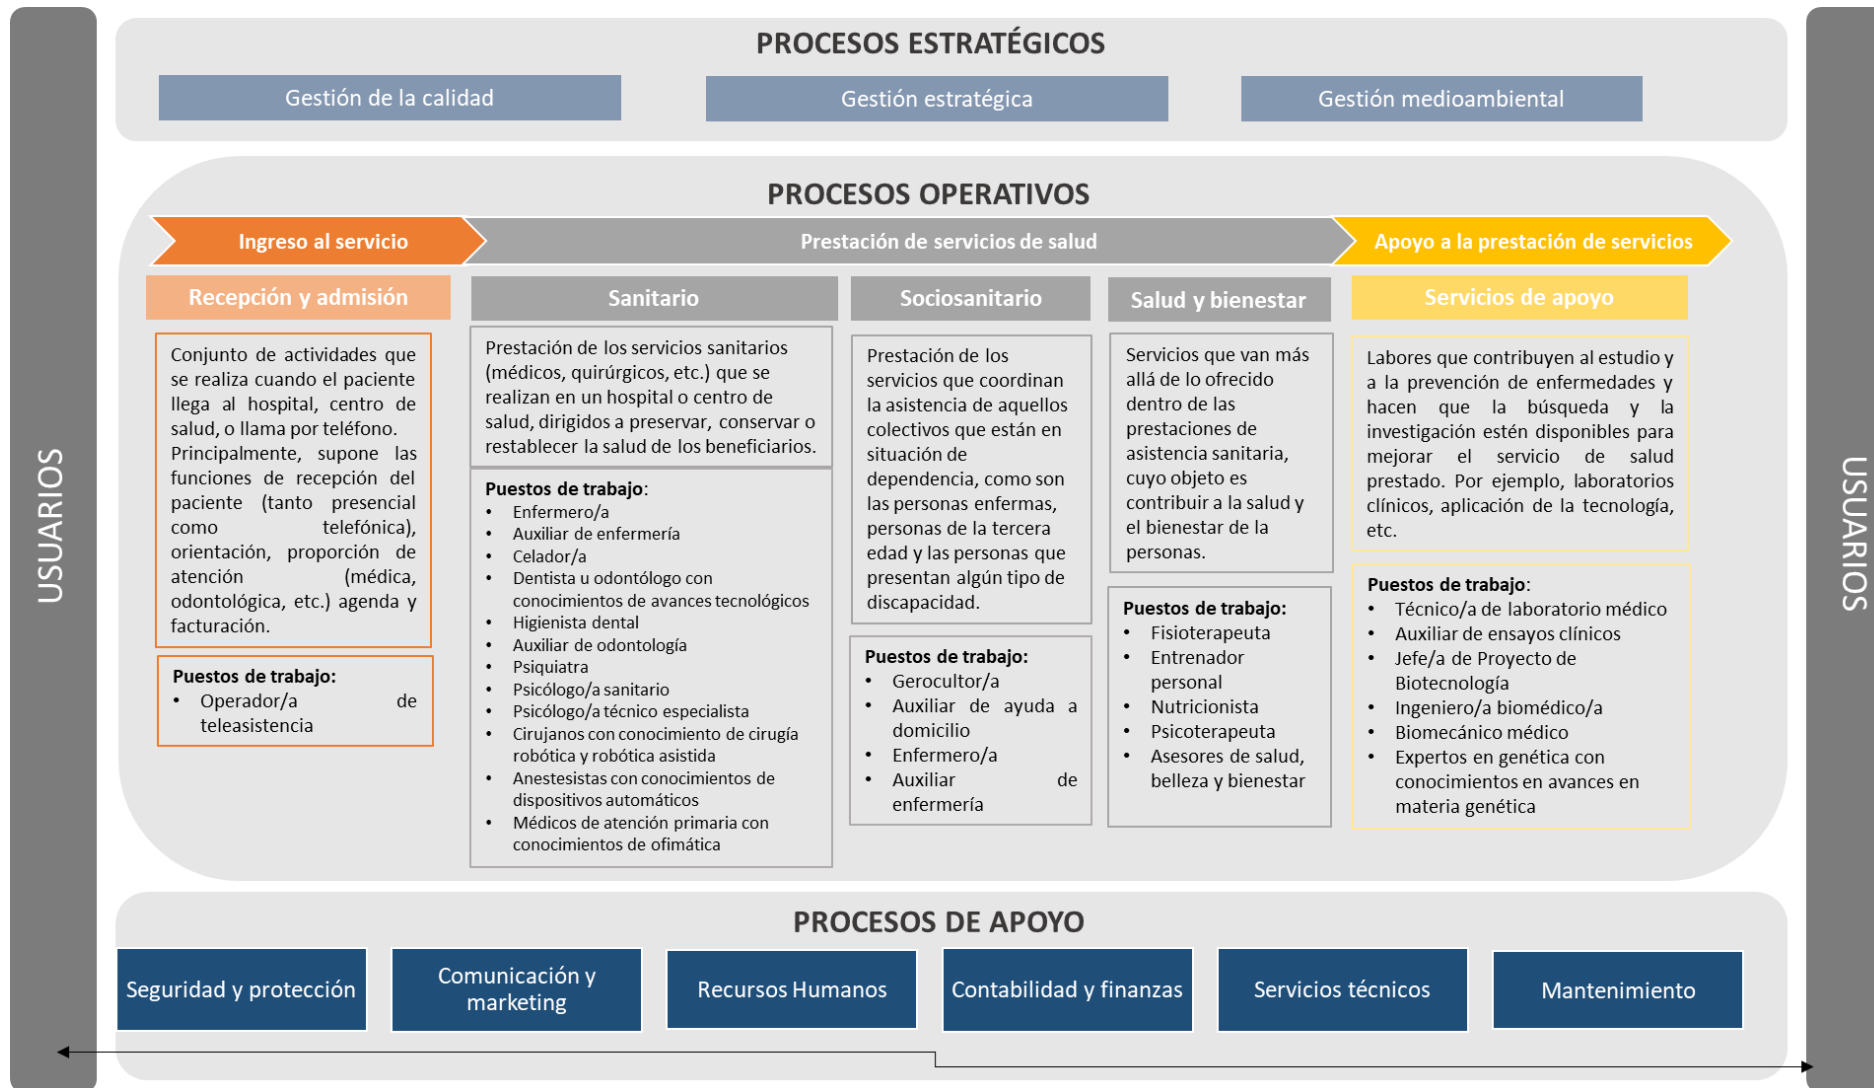 USUARIOS
PROCESOS ESTRATÉGICOS
Gestión de la calidad
Gestión estratégica
Gestión medioambiental
PROCESOS OPERATIVOS
Ingreso al servicio
Prestación de servicios de salud
Apoyo a la prestación de servicios
Recepción y admisión
Conjunto de actividades que
se realiza cuando el paciente
llega al hospital, centro de
salud, o llama por teléfono.
Principalmente, supone las
funciones de recepción del
paciente (tanto presencial
como telefónica),
orientación, proporción de
atención (médica,
odontológica, etc.) agenda y
facturación.
Puestos de trabajo:
• Operador/a de
teleasistencia
Sanitario
Prestación de los servicios sanitarios
(médicos, quirúrgicos, etc.) que se
realizan en un hospital o centro de
salud, dirigidos a preservar, conservar o
restablecer la salud de los beneficiarios.
Puestos de trabajo:
• Enfermero/a
• Auxiliar de enfermería
• Celador/a
• Dentista u odontólogo con
conocimientos de avances tecnológicos
• Higienista dental
• Auxiliar de odontología
• Psiquiatra
• Psicólogo/a sanitario
• Psicólogo/a técnico especialista
• Cirujanos con conocimiento de cirugía
robótica y robótica asistida
• Anestesistas con conocimientos de
dispositivos automáticos
• Médicos de atención primaria con
conocimientos de ofimática
Sociosanitario
Prestación de los
servicios que coordinan
la asistencia de aquellos
colectivos que están en
situación de
dependencia, como son
las personas enfermas,
personas de la tercera
edad y las personas que
presentan algún tipo de
discapacidad.
Puestos de trabajo:
• Gerocultor/a
• Auxiliar de ayuda a
domicilio
• Enfermero/a
• Auxiliar de
enfermería
Salud y bienestar
Servicios que van más
allá de lo ofrecido
dentro de las
prestaciones de
asistencia sanitaria,
cuyo objeto es
contribuir a la salud y
el bienestar de la
personas.
Puestos de trabajo:
• Fisioterapeuta
• Entrenador
personal
• Nutricionista
• Psicoterapeuta
• Asesores de salud,
belleza y bienestar
Servicios de apoyo
Labores que contribuyen al estudio y
a la prevención de enfermedades y
hacen que la búsqueda y la
investigación estén disponibles para
mejorar el servicio de salud
prestado. Por ejemplo, laboratorios
clínicos, aplicación de la tecnología,
etc.
Puestos de trabajo:
• Técnico/a de laboratorio médico
• Auxiliar de ensayos clínicos
• Jefe/a de Proyecto de
Biotecnología
• Ingeniero/a biomédico/a
• Biomecánico médico
• Expertos en genética con
conocimientos en avances en
materia genética
PROCESOS DE APOYO
Seguridad y protección
Comunicación y
marketing
Recursos Humanos
Contabilidad y finanzas
Servicios técnicos
Mantenimiento
USUARIOS